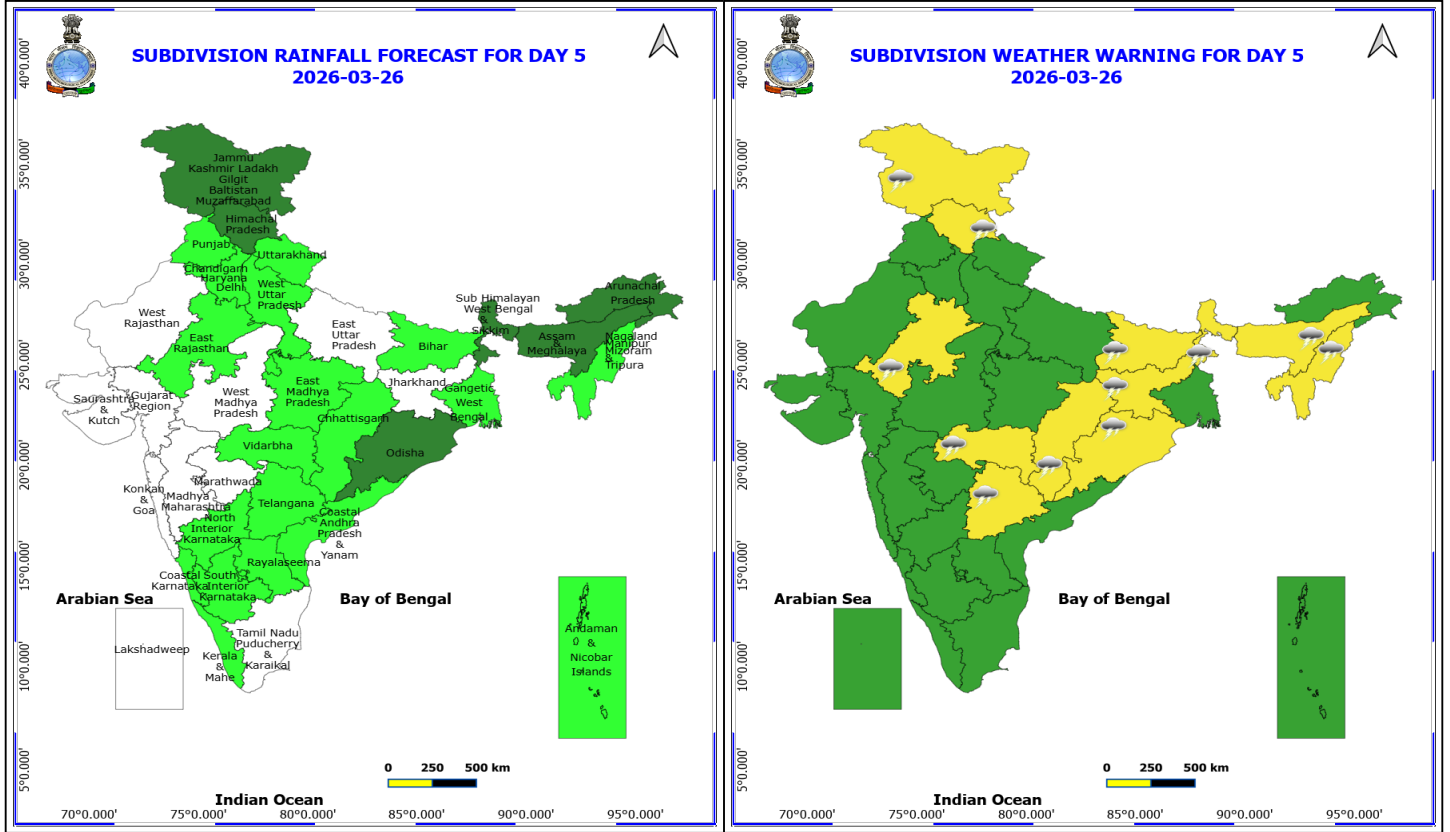 SUBDIVISION RAINFALL FORECAST FOR DAY 5
2026-03-26
40°0.000'
35°0.000'
30°0.000'
25°0.000'
20°0.000'
15°0.000'
10°0.000'
5°0.000'
Jammu
Kashmir Ladakh
Gilgit
Baltistan
Muzaffarabad
Himachal
Pradesh
Punjab
Uttarakhand
Chandigarh
Haryana
Delhi
West
Uttar
Pradesh
West
Rajasthan
East
Rajasthan
East
Uttar
Pradesh
Sub Himalayan
West Bengal
&
Sikkim
Arunachal
Pradesh
Assam
&
Meghalaya
Nagaland
Manipur
Mizoram
&
Tripura
Bihar
Jharkhand
Gangetic
West
Bengal
Saurashtra
&
Kutch
Gujarat
Region
West
Madhya
Pradesh
East
Madhya
Pradesh
Chhattisgarh
Vidarbha
Odisha
Konkan
&
Goa
Madhya
Maharashtra
Marathwada
Telangana
North
Interior
Karnataka
Coastal
Andhra
Pradesh
&
Yanam
Rayalaseema
Coastal
Karnataka
South
Interior
Karnataka
Arabian Sea
Bay of Bengal
Lakshadweep
Kerala
&
Mahe
Tamil Nadu
Puducherry
&
Karaikal
Andaman
&
Nicobar
Islands
0 250 500 km
Indian Ocean
70°0.000' 75°0.000' 80°0.000' 85°0.000' 90°0.000' 95°0.000'
SUBDIVISION WEATHER WARNING FOR DAY 5
2026-03-26
40°0.000'
35°0.000'
30°0.000'
25°0.000'
20°0.000'
15°0.000'
10°0.000'
5°0.000'
Arabian Sea
Bay of Bengal
0 250 500 km
Indian Ocean
70°0.000' 75°0.000' 80°0.000' 85°0.000' 90°0.000' 95°0.000'